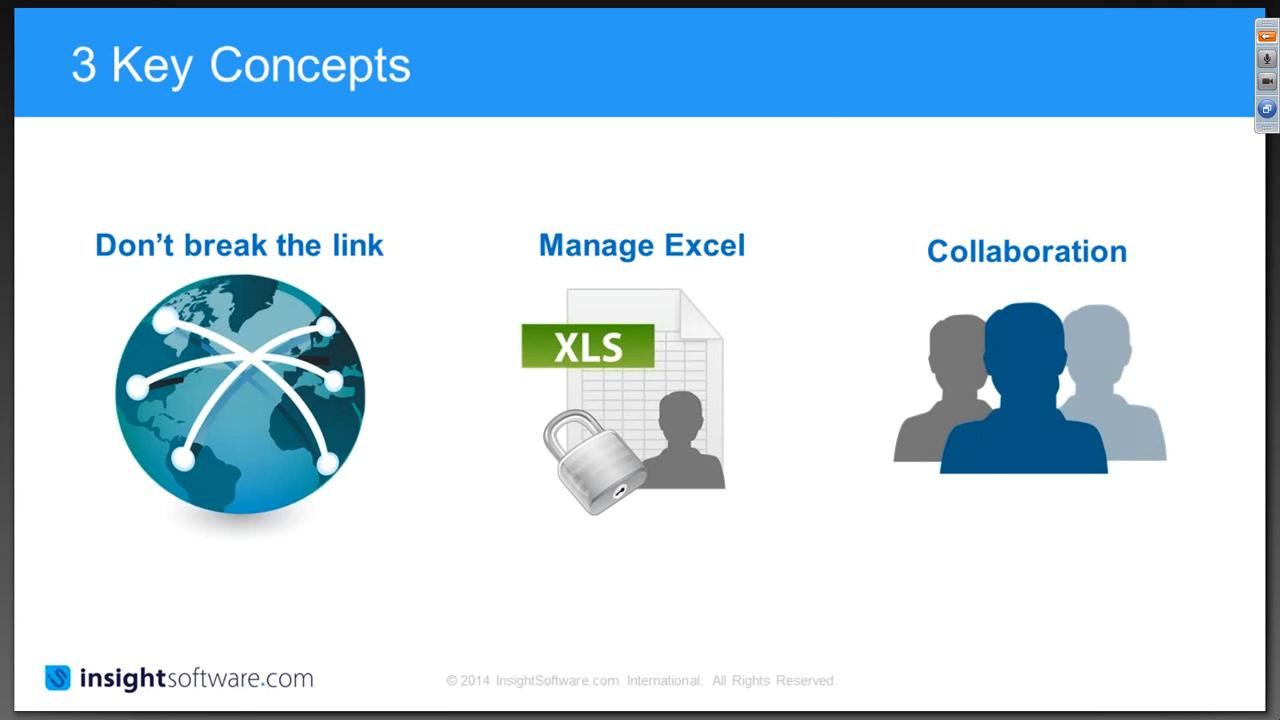 3 Key Concepts
Don't break the link
Manage Excel
Collaboration
XLS
insightsoftware.com
© 2014 InsightSoftware.com International. All Rights Reserved